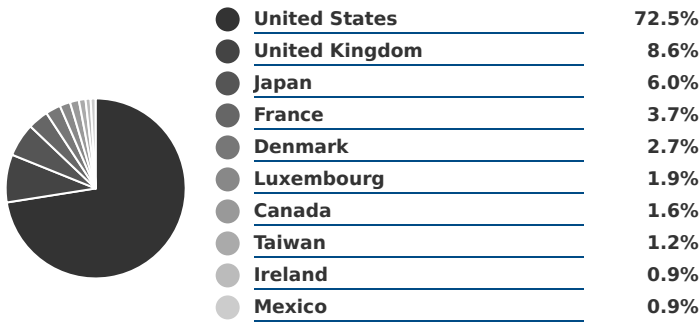 United States 72.5%
United Kingdom 8.6%
Japan 6.0%
France 3.7%
Denmark 2.7%
Luxembourg 1.9%
Canada 1.6%
Taiwan 1.2%
Ireland 0.9%
Mexico 0.9%